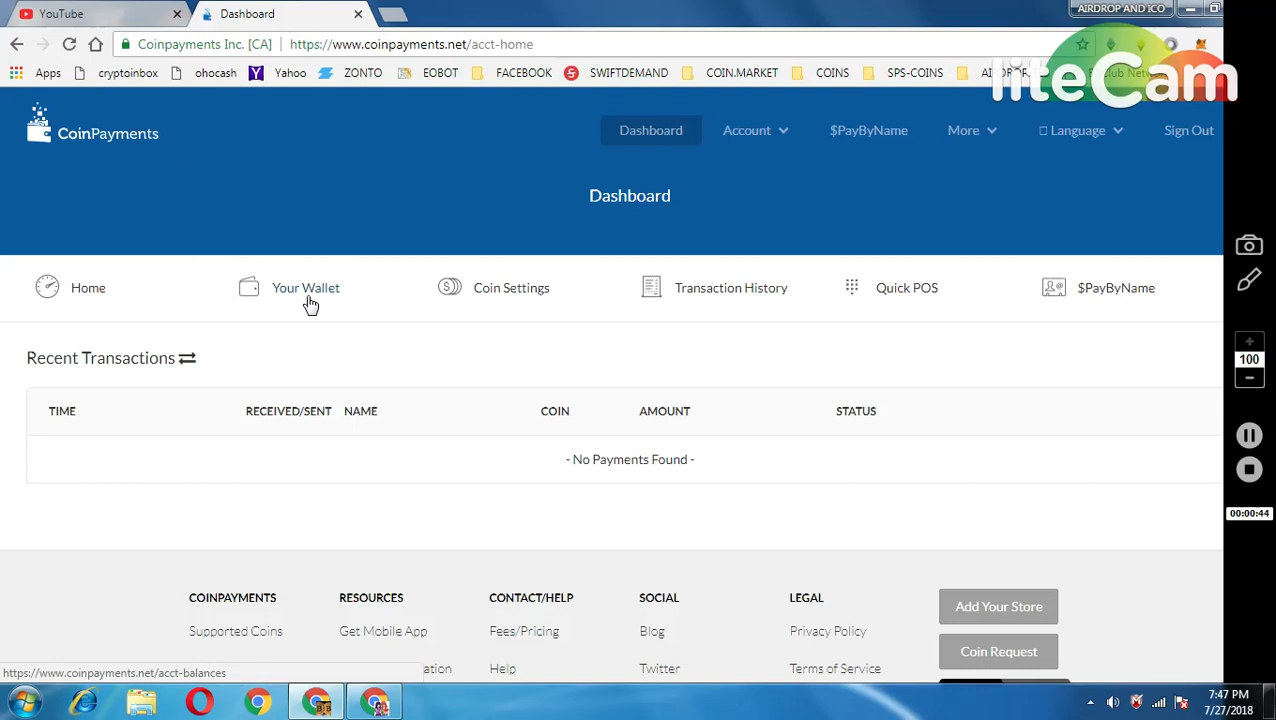 YouTube
Dashboard
AIRDROP AND ICO
Coinpayments Inc. [CA]
https://www.coinpayments.net/acct-home
Apps
cryptoinbox
ohocash
Yahoo
EOBOT
FACEBOOK
SWIFTDEMAND
COIN.MARKET
COINS
SPS-COINS
liteCam
CoinPayments
Dashboard
Account
$PayByName
More
Language
Sign Out
Dashboard
Home
Your Wallet
Coin Settings
Transaction History
Quick POS
$PayByName
100
Recent Transactions
TIME
RECEIVED/SENT
NAME
COIN
AMOUNT
STATUS
- No Payments Found -
00:00:44
COINPAYMENTS
RESOURCES
CONTACT/HELP
SOCIAL
LEGAL
Add Your Store
Supported Coins
Get Mobile App
Fees/Pricing
Blog
Privacy Policy
Coin Request
https://www.coinpayments.net/acct-balances
Help
Twitter
Terms of Service
7:47 PM
7/27/2018